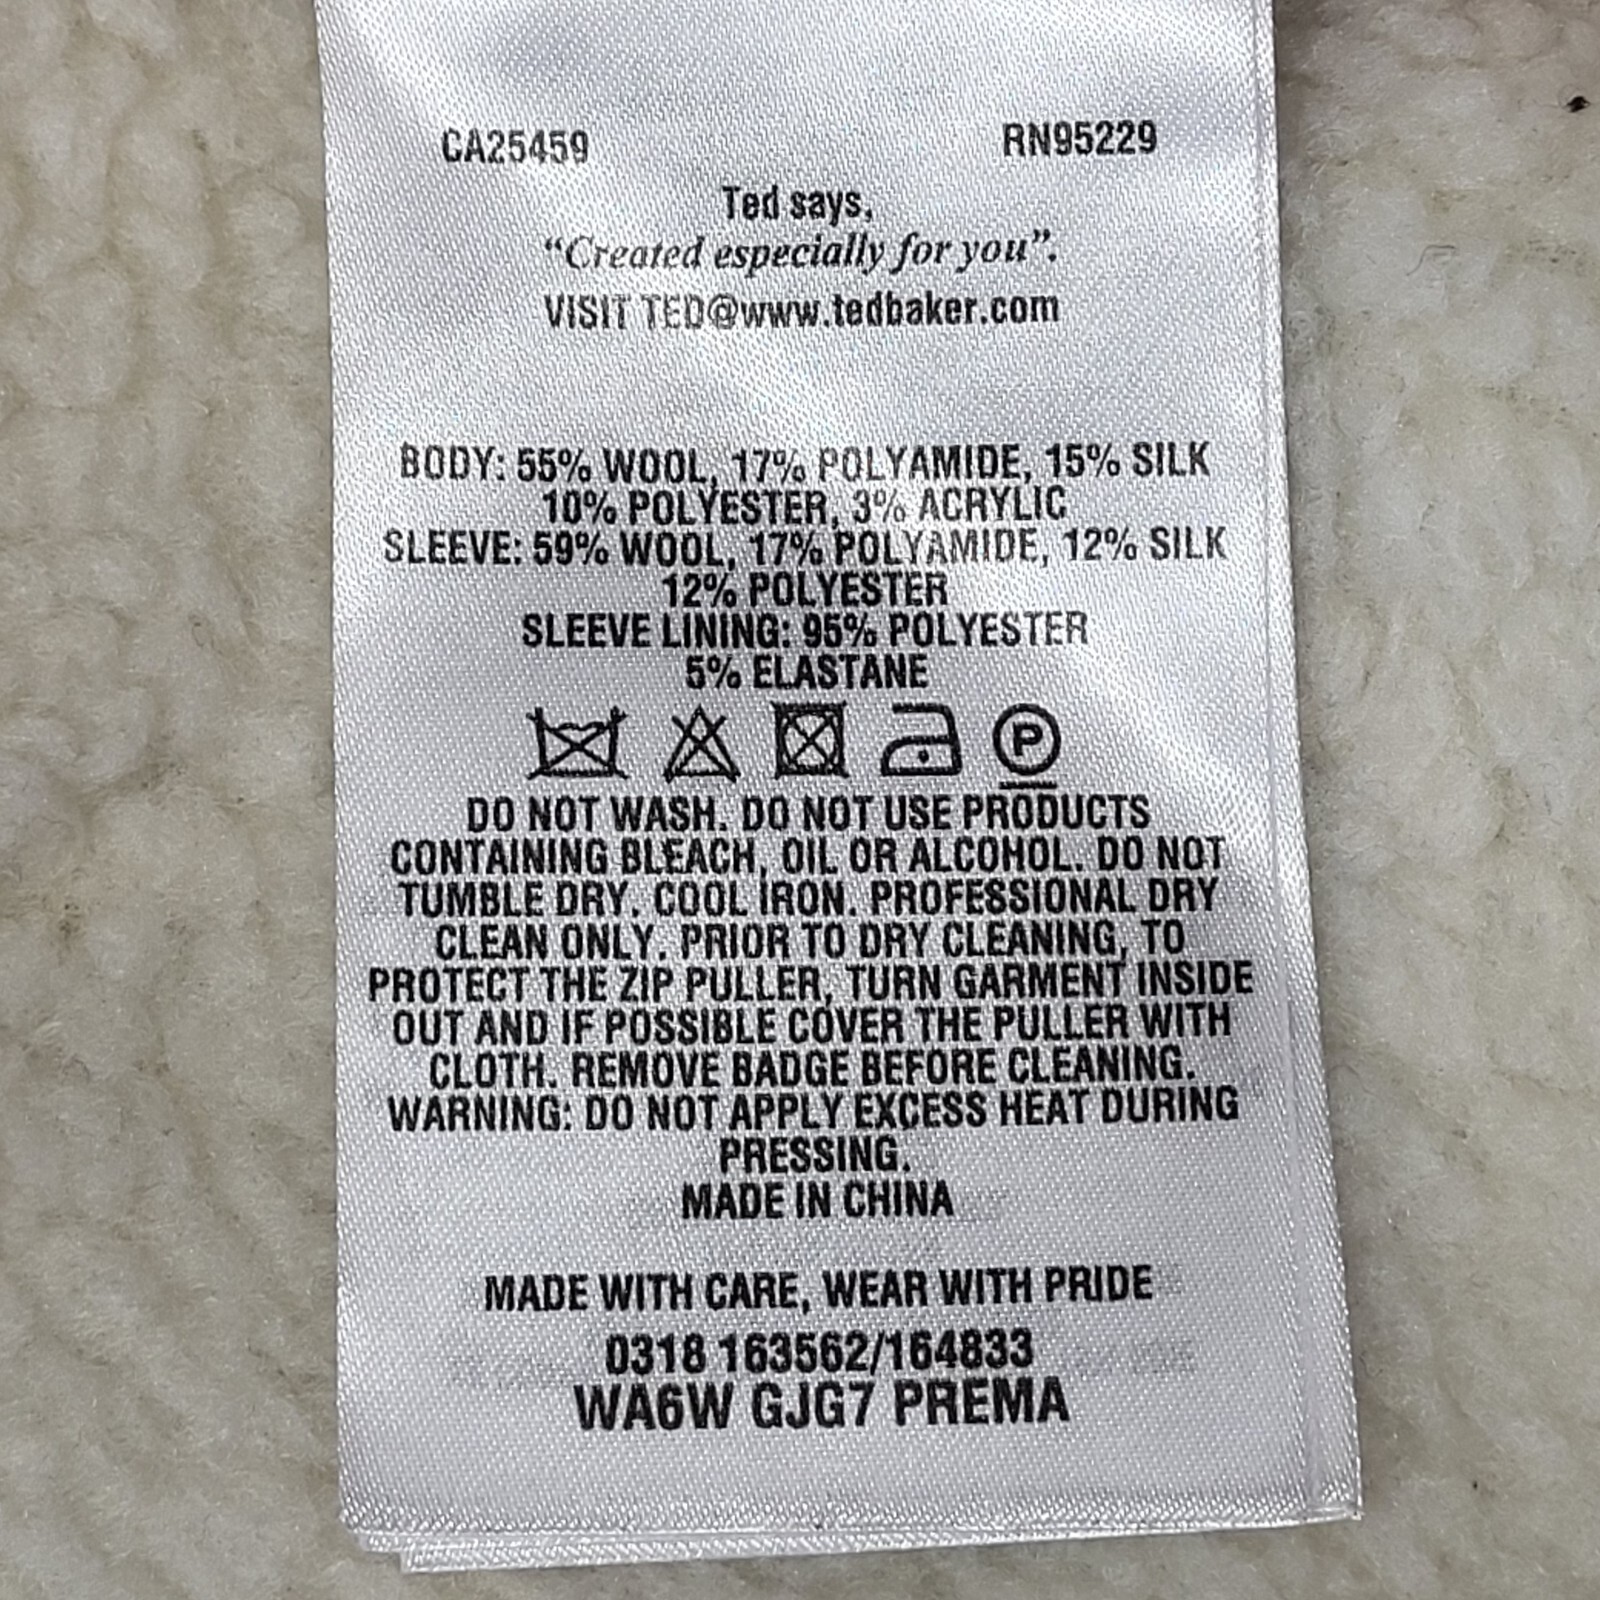 CA25459 RN95229
Ted says,
“Created especially for you”.
VISIT TED@www.tedbaker.com
BODY: 55% WOOL, 17% POLYAMIDE, 15% SILK
10% POLYESTER, 3% ACRYLIC
SLEEVE: 59% WOOL, 17% POLYAMIDE, 12% SILK
12% POLYESTER
SLEEVE LINING: 95% POLYESTER
5% ELASTANE
P
DO NOT WASH. DO NOT USE PRODUCTS
CONTAINING BLEACH, OIL OR ALCOHOL. DO NOT
TUMBLE DRY. COOL IRON. PROFESSIONAL DRY
CLEAN ONLY. PRIOR TO DRY CLEANING, TO
PROTECT THE ZIP PULLER, TURN GARMENT INSIDE
OUT AND IF POSSIBLE COVER THE PULLER WITH
CLOTH. REMOVE BADGE BEFORE CLEANING.
WARNING: DO NOT APPLY EXCESS HEAT DURING
PRESSING.
MADE IN CHINA
MADE WITH CARE, WEAR WITH PRIDE
0318 163562/164833
WA6W GJG7 PREMA